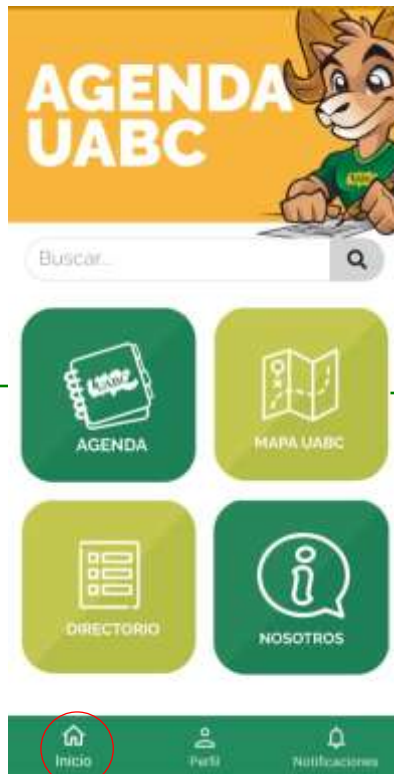 AGENDA
UABC
Buscar...
UABC
AGENDA
MAPA UABC
DIRECTORIO
NOSOTROS
Inicio
Perfil
Notificaciones